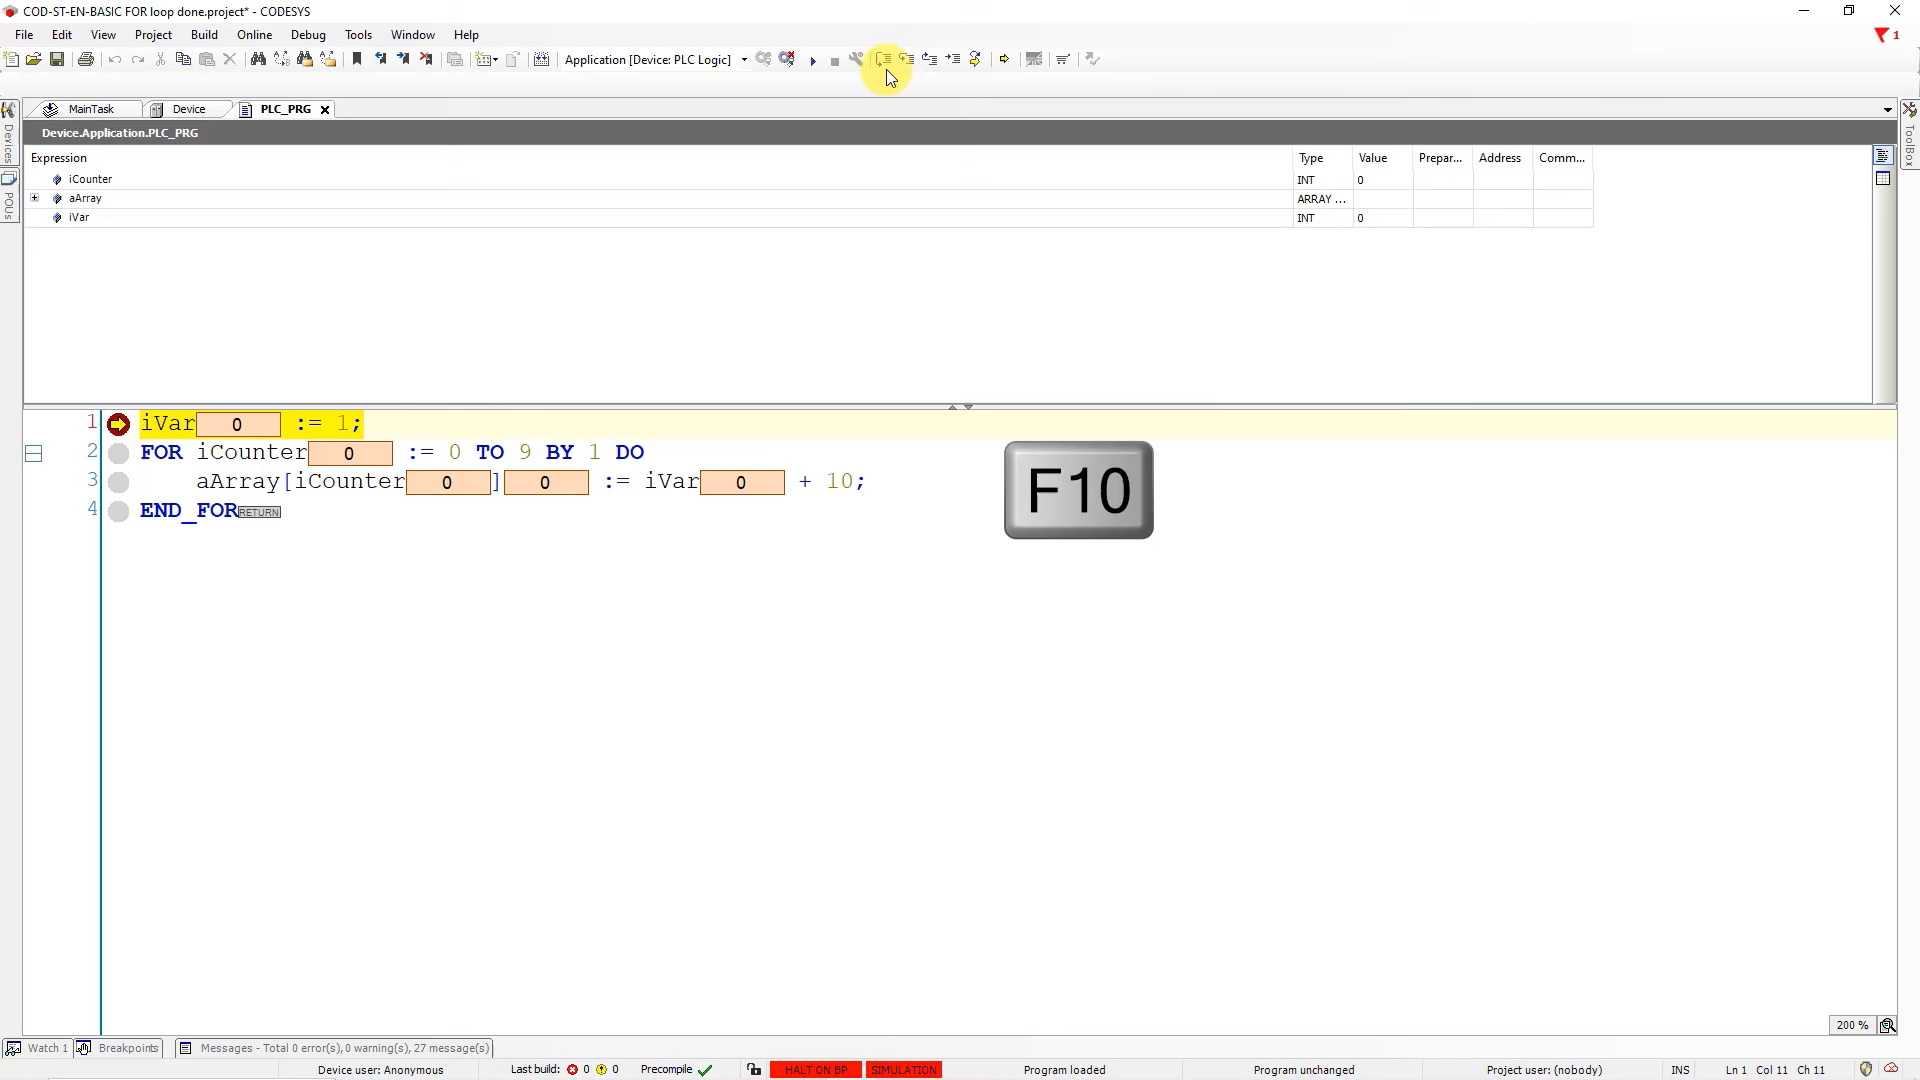 COD-ST-EN-BASIC FOR loop done.project* - CODESYS
File Edit View Project Build Online Debug Tools Window Help
1
Application [Device: PLC Logic]
MainTask Device PLC_PRG
Devices
POUs
ToolBox
Device.Application.PLC_PRG
Expression Type Value Prepar... Address Comm...
iCounter INT 0
aArray ARRAY ...
iVar INT 0
1 iVar 0 := 1;
2 FOR iCounter 0 := 0 TO 9 BY 1 DO
3 aArray[iCounter 0 ] 0 := iVar 0 + 10;
4 END_FOR RETURN
F10
200 %
Watch 1 Breakpoints Messages - Total 0 error(s), 0 warning(s), 27 message(s)
Device user: Anonymous Last build: 0 0 Precompile HALT ON BP SIMULATION Program loaded Program unchanged Project user: (nobody) INS Ln 1 Col 11 Ch 11